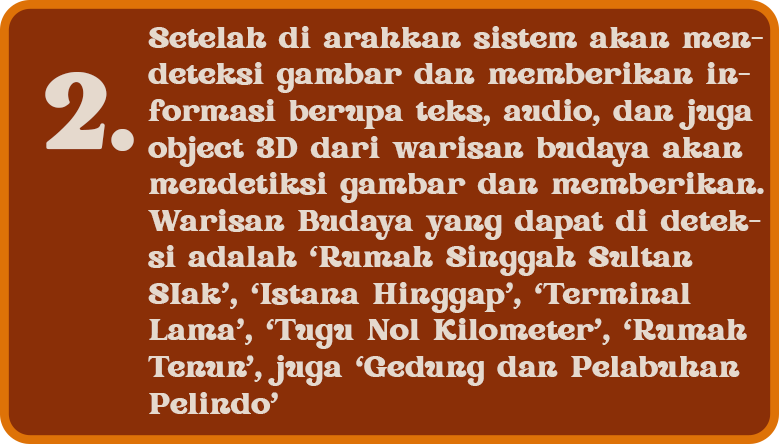 2.
Setelah di arahkan sistem akan men-
deteksi gambar dan memberikan in-
formasi berupa teks, audio, dan juga
object 3D dari warisan budaya akan
mendetiksi gambar dan memberikan.
Warisan Budaya yang dapat di detek-
si adalah ‘Rumah Singgah Sultan
SIak’, ‘Istana Hinggap’, ‘Terminal
Lama’, ‘Tugu Nol Kilometer’, ‘Rumah
Tenun’, juga ‘Gedung dan Pelabuhan
Pelindo’